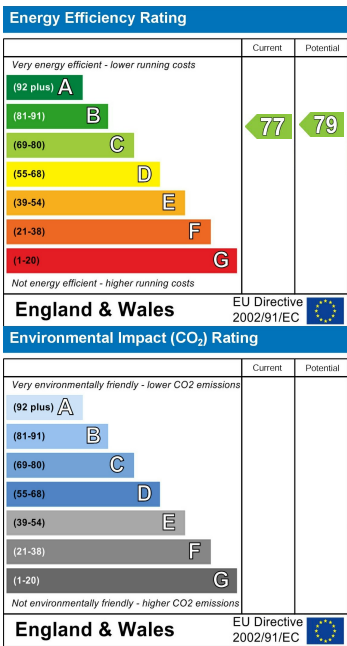 Energy Efficiency Rating
Current Potential
Very energy efficient - lower running costs
(92 plus) A
(81-91) B
(69-80) C
(55-68) D
(39-54) E
(21-38) F
(1-20) G
77 79
Not energy efficient - higher running costs
England & Wales
EU Directive
2002/91/EC
Environmental Impact (CO₂) Rating
Current Potential
Very environmentally friendly - lower CO2 emissions
(92 plus) A
(81-91) B
(69-80) C
(55-68) D
(39-54) E
(21-38) F
(1-20) G
Not environmentally friendly - higher CO2 emissions
England & Wales
EU Directive
2002/91/EC